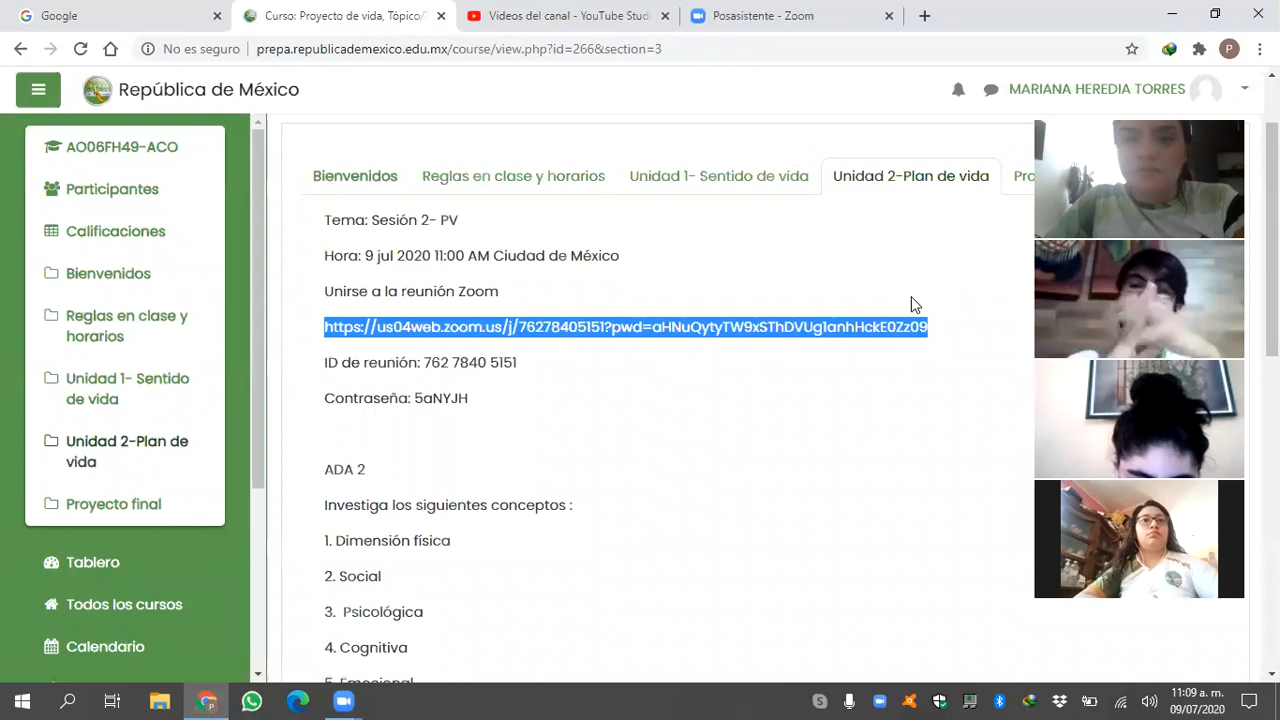 Google
Curso: Proyecto de vida, Tópico/T
Videos del canal - YouTube Stud
Posasistente - Zoom
No es seguro
prepa.republicademexico.edu.mx/course/view.php?id=266&section=3
P
República de México
MARIANA HEREDIA TORRES
AO06FH49-ACO
Participantes
Calificaciones
Bienvenidos
Reglas en clase y
horarios
Unidad 1- Sentido
de vida
Unidad 2-Plan de
vida
Proyecto final
Tablero
Todos los cursos
Calendario
Bienvenidos
Reglas en clase y horarios
Unidad 1- Sentido de vida
Unidad 2-Plan de vida
Pro
Tema: Sesión 2- PV
Hora: 9 jul 2020 11:00 AM Ciudad de México
Unirse a la reunión Zoom
https://us04web.zoom.us/j/76278405151?pwd=aHNuQytyTW9xSThDVUg1anhHckE0Zz09
ID de reunión: 762 7840 5151
Contraseña: 5aNYJH
ADA 2
Investiga los siguientes conceptos :
1. Dimensión física
2. Social
3. Psicológica
4. Cognitiva
5. Emocional
11:09 a. m.
09/07/2020